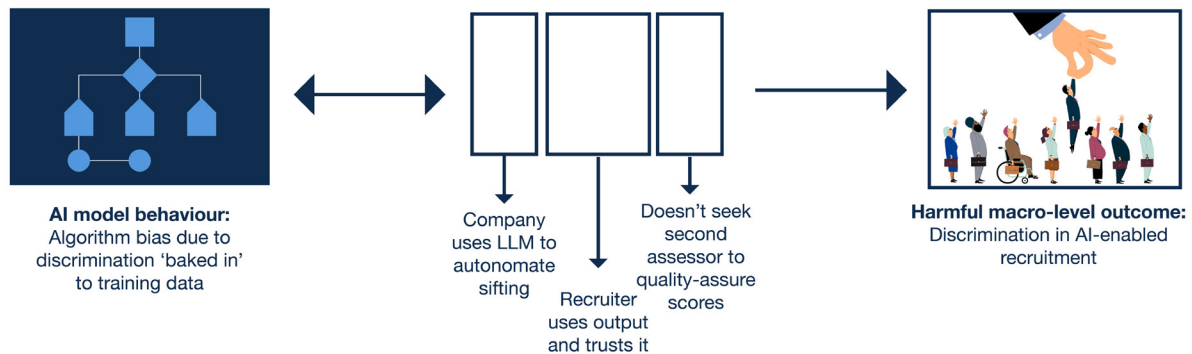 AI model behaviour:
Algorithm bias due to
discrimination ‘baked in’
to training data
Company
uses LLM to
autonomate
sifting
Recruiter
uses output
and trusts it
Doesn’t seek
second
assessor to
quality-assure
scores
Harmful macro-level outcome:
Discrimination in AI-enabled
recruitment